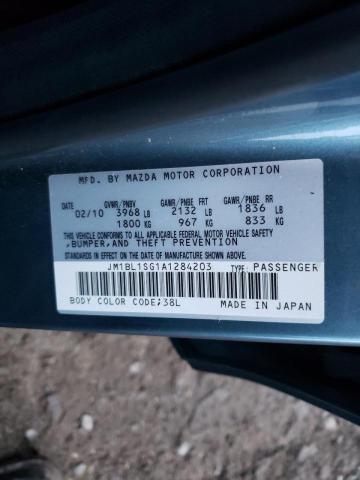 MFD. BY MAZDA MOTOR CORPORATION
DATE GVWR/PNBV GAWR/PNBE FRT GAWR/PNBE RR
02/10 3968 LB 2132 LB 1836 LB
1800 KG 967 KG 833 KG
THIS VEHICLE CONFORMS TO ALL APPLICABLE FEDERAL MOTOR VEHICLE SAFETY
,BUMPER,AND THEFT PREVENTION
STANDARDS IN EFFECT ON THE DATE OF MANUFACTURE SHOWN ABOVE.
JM1BL1SG1A1284203 TYPE: PASSENGER
BODY COLOR CODE;38L MADE IN JAPAN